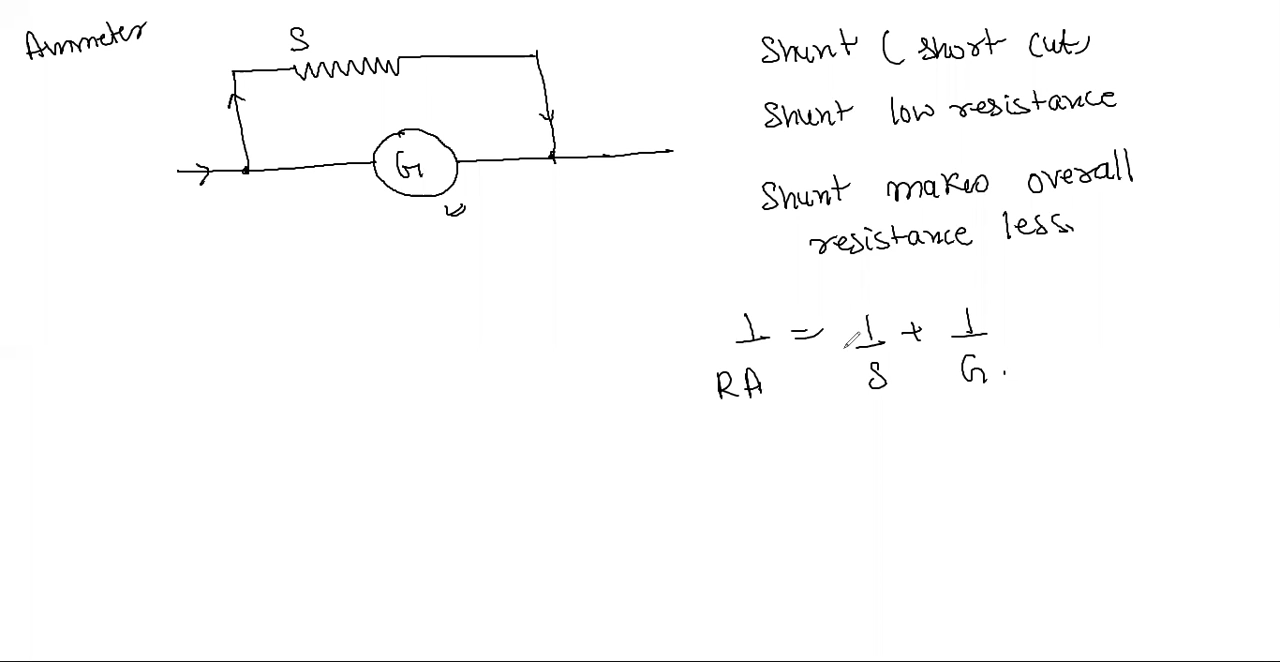 Ammeter
S
G
Shunt (short cut)
Shunt low resistance
Shunt makes overall
resistance less.
1/RA = 1/S + 1/G.